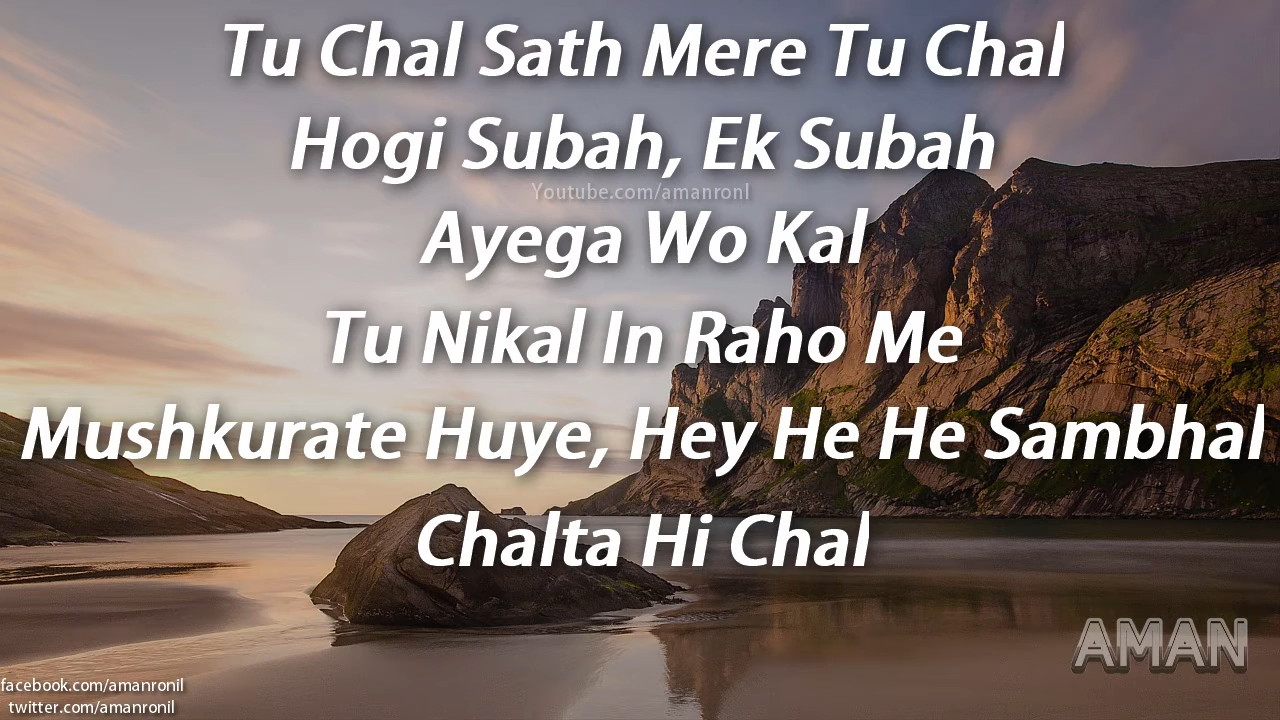 Tu Chal Sath Mere Tu Chal
Hogi Subah, Ek Subah
Youtube.com/amanron1
Ayega Wo Kal
Tu Nikal In Raho Me
Mushkurate Huye, Hey He He Sambhal
Chalta Hi Chal
AMAN
facebook.com/amanronil
twitter.com/amanronil